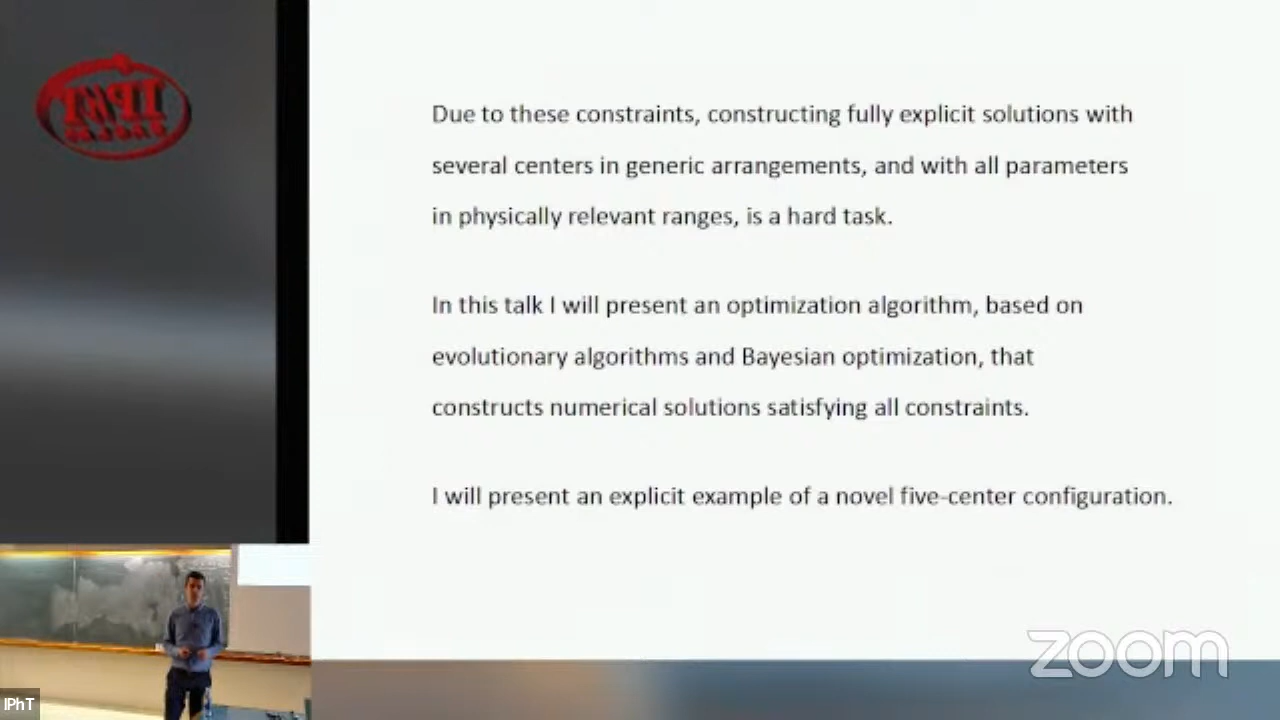 Due to these constraints, constructing fully explicit solutions with
several centers in generic arrangements, and with all parameters
in physically relevant ranges, is a hard task.
In this talk I will present an optimization algorithm, based on
evolutionary algorithms and Bayesian optimization, that
constructs numerical solutions satisfying all constraints.
I will present an explicit example of a novel five-center configuration.
zoom
IPhT